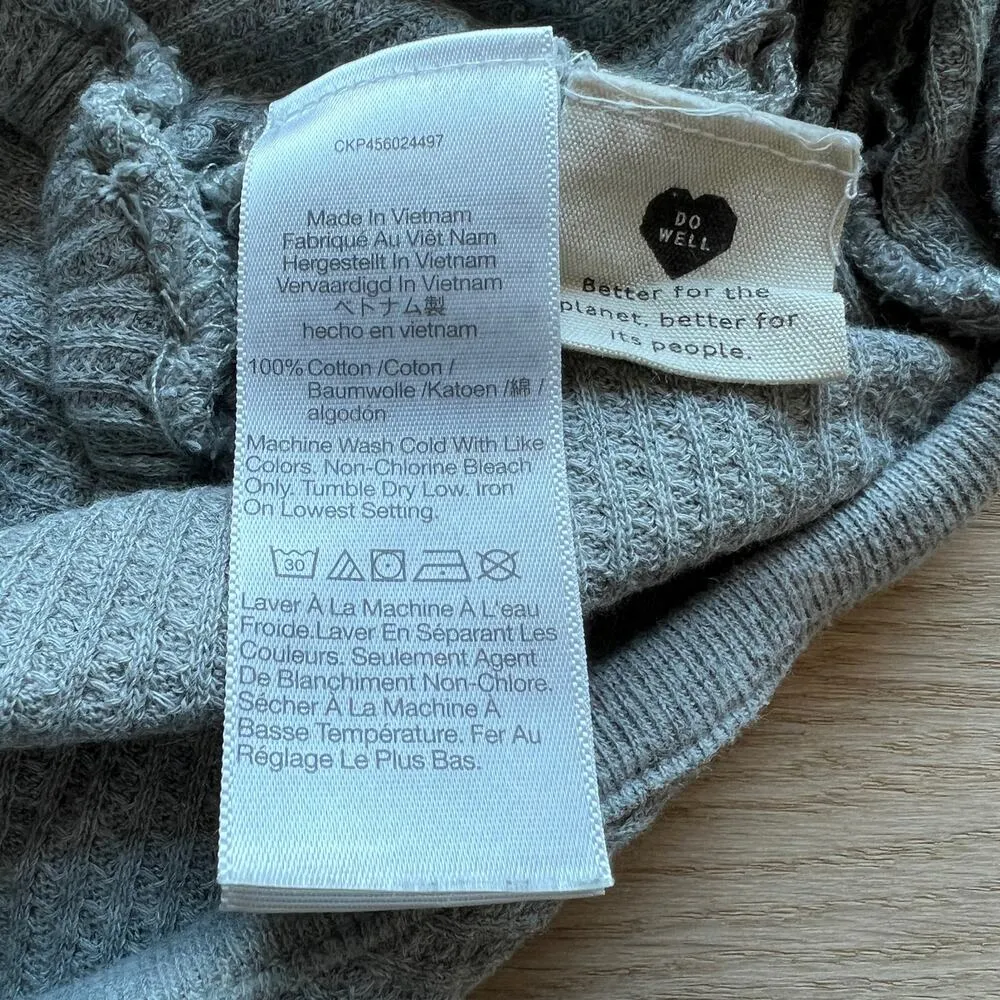 CKP456024497
Made In Vietnam
Fabriqué Au Viêt Nam
Hergestellt In Vietnam
Vervaardigd In Vietnam
ベトナム製
hecho en vietnam
100% Cotton /Coton /
Baumwolle /Katoen /綿 /
algodón
Machine Wash Cold With Like
Colors. Non-Chlorine Bleach
Only. Tumble Dry Low. Iron
On Lowest Setting.
30
Laver À La Machine À L'eau
Froide.Laver En Séparant Les
Couleurs. Seulement Agent
De Blanchiment Non-Chlore.
Sécher À La Machine À
Basse Température. Fer Au
Réglage Le Plus Bas.
DO
WELL
Better for the
planet, better for
its people.